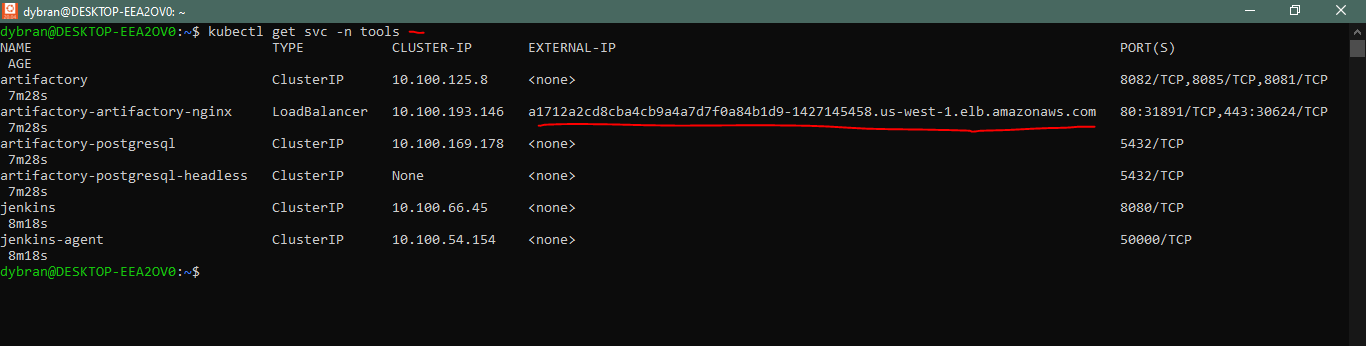 dybran@DESKTOP-EEA2OV0: ~
dybran@DESKTOP-EEA2OV0:~$ kubectl get svc -n tools
NAME TYPE CLUSTER-IP EXTERNAL-IP PORT(S)
AGE
artifactory ClusterIP 10.100.125.8 <none> 8082/TCP,8085/TCP,8081/TCP
7m28s
artifactory-artifactory-nginx LoadBalancer 10.100.193.146 a1712a2cd8cba4cb9a4a7d7f0a84b1d9-1427145458.us-west-1.elb.amazonaws.com 80:31891/TCP,443:30624/TCP
7m28s
artifactory-postgresql ClusterIP 10.100.169.178 <none> 5432/TCP
7m28s
artifactory-postgresql-headless ClusterIP None <none> 5432/TCP
7m28s
jenkins ClusterIP 10.100.66.45 <none> 8080/TCP
8m18s
jenkins-agent ClusterIP 10.100.54.154 <none> 50000/TCP
8m18s
dybran@DESKTOP-EEA2OV0:~$